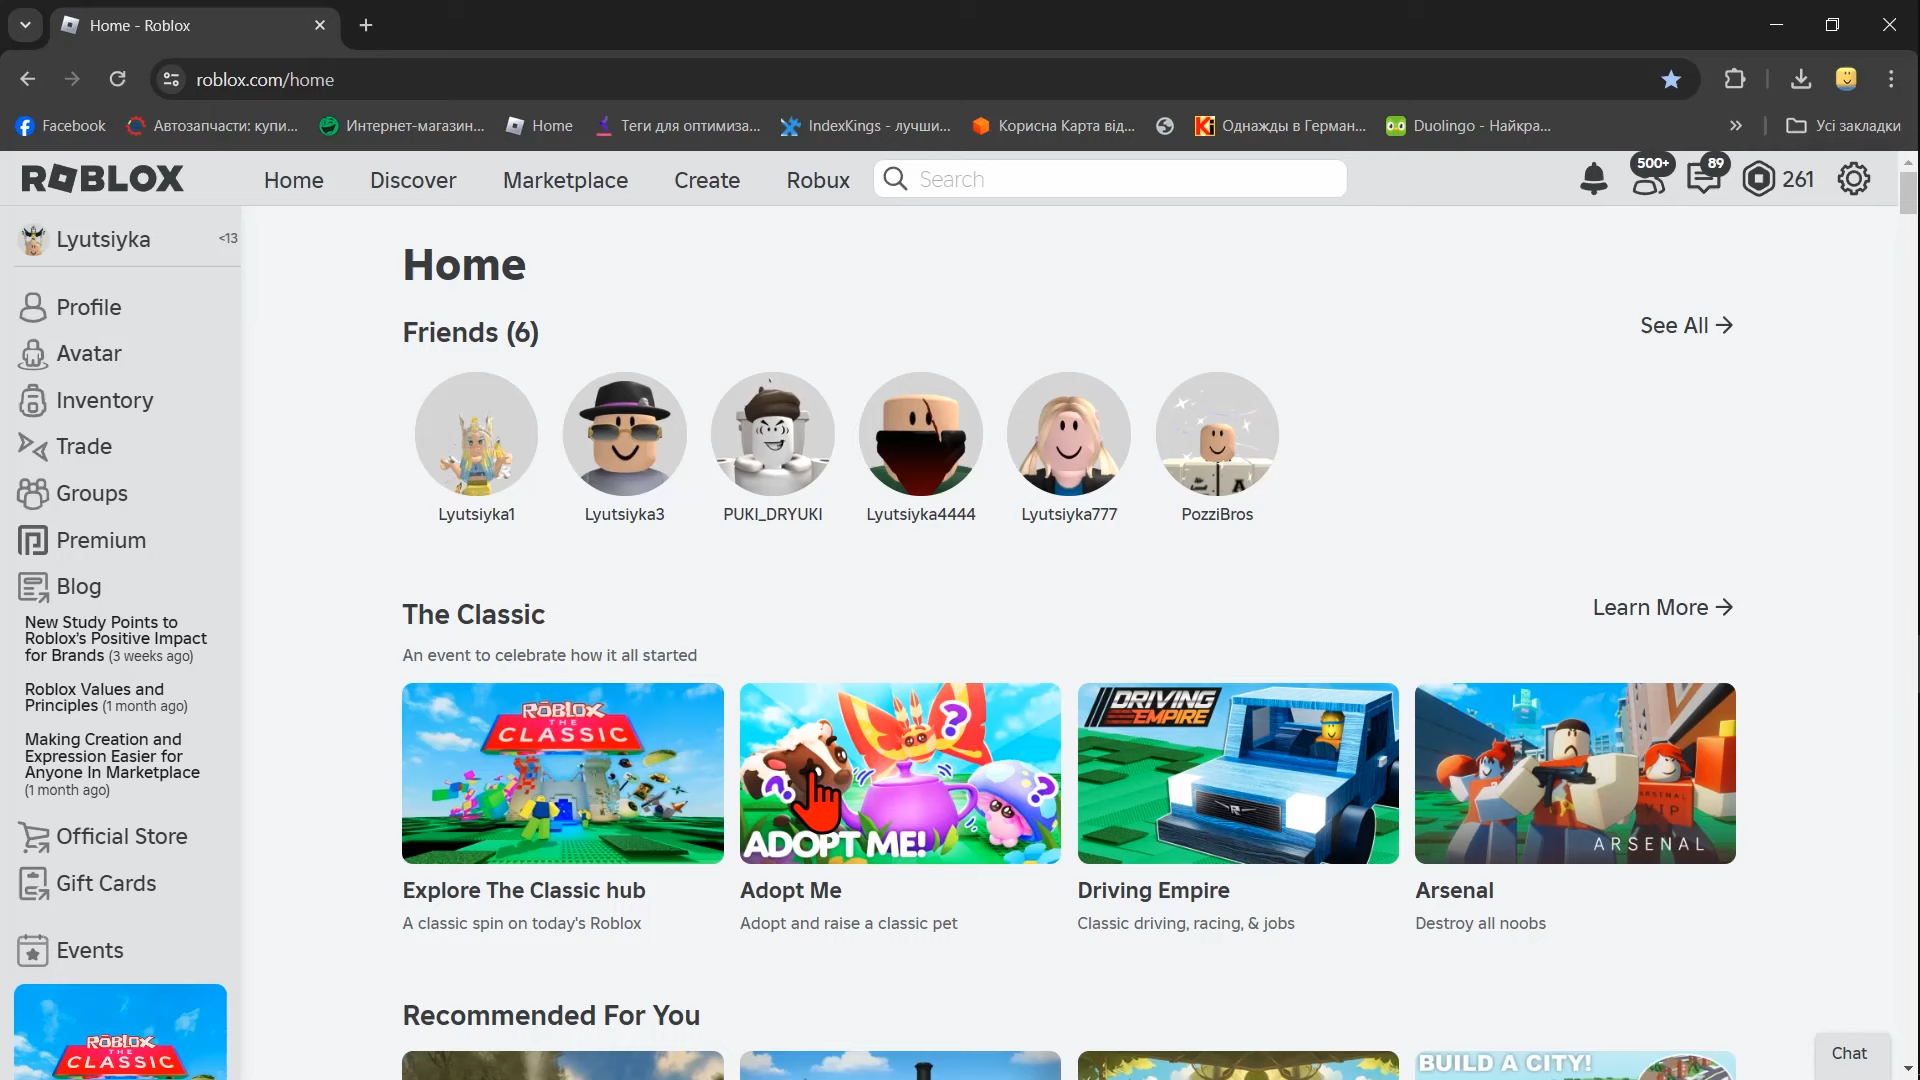 Home - Roblox
roblox.com/home
Facebook
Автозапчасти: купи...
Интернет-магазин...
Home
Теги для оптимиза...
IndexKings - лучши...
Корисна Карта від...
Однажды в Герман...
Duolingo - Найкра...
Усі закладки
ROBLOX
Home
Discover
Marketplace
Create
Robux
Search
500+
89
261
Lyutsiyka
<13
Profile
Avatar
Inventory
Trade
Groups
Premium
Blog
New Study Points to
Roblox's Positive Impact
for Brands (3 weeks ago)
Roblox Values and
Principles (1 month ago)
Making Creation and
Expression Easier for
Anyone In Marketplace
(1 month ago)
Official Store
Gift Cards
Events
ROBLOX
THE
CLASSIC
Home
Friends (6)
See All
Lyutsiyka1
Lyutsiyka3
PUKI_DRYUKI
Lyutsiyka4444
Lyutsiyka777
PozziBros
The Classic
Learn More
An event to celebrate how it all started
ROBLOX
THE
CLASSIC
ADOPT ME!
DRIVING
EMPIRE
ARSENAL
Explore The Classic hub
A classic spin on today's Roblox
Adopt Me
Adopt and raise a classic pet
Driving Empire
Classic driving, racing, & jobs
Arsenal
Destroy all noobs
Recommended For You
BUILD A CITY!
Chat